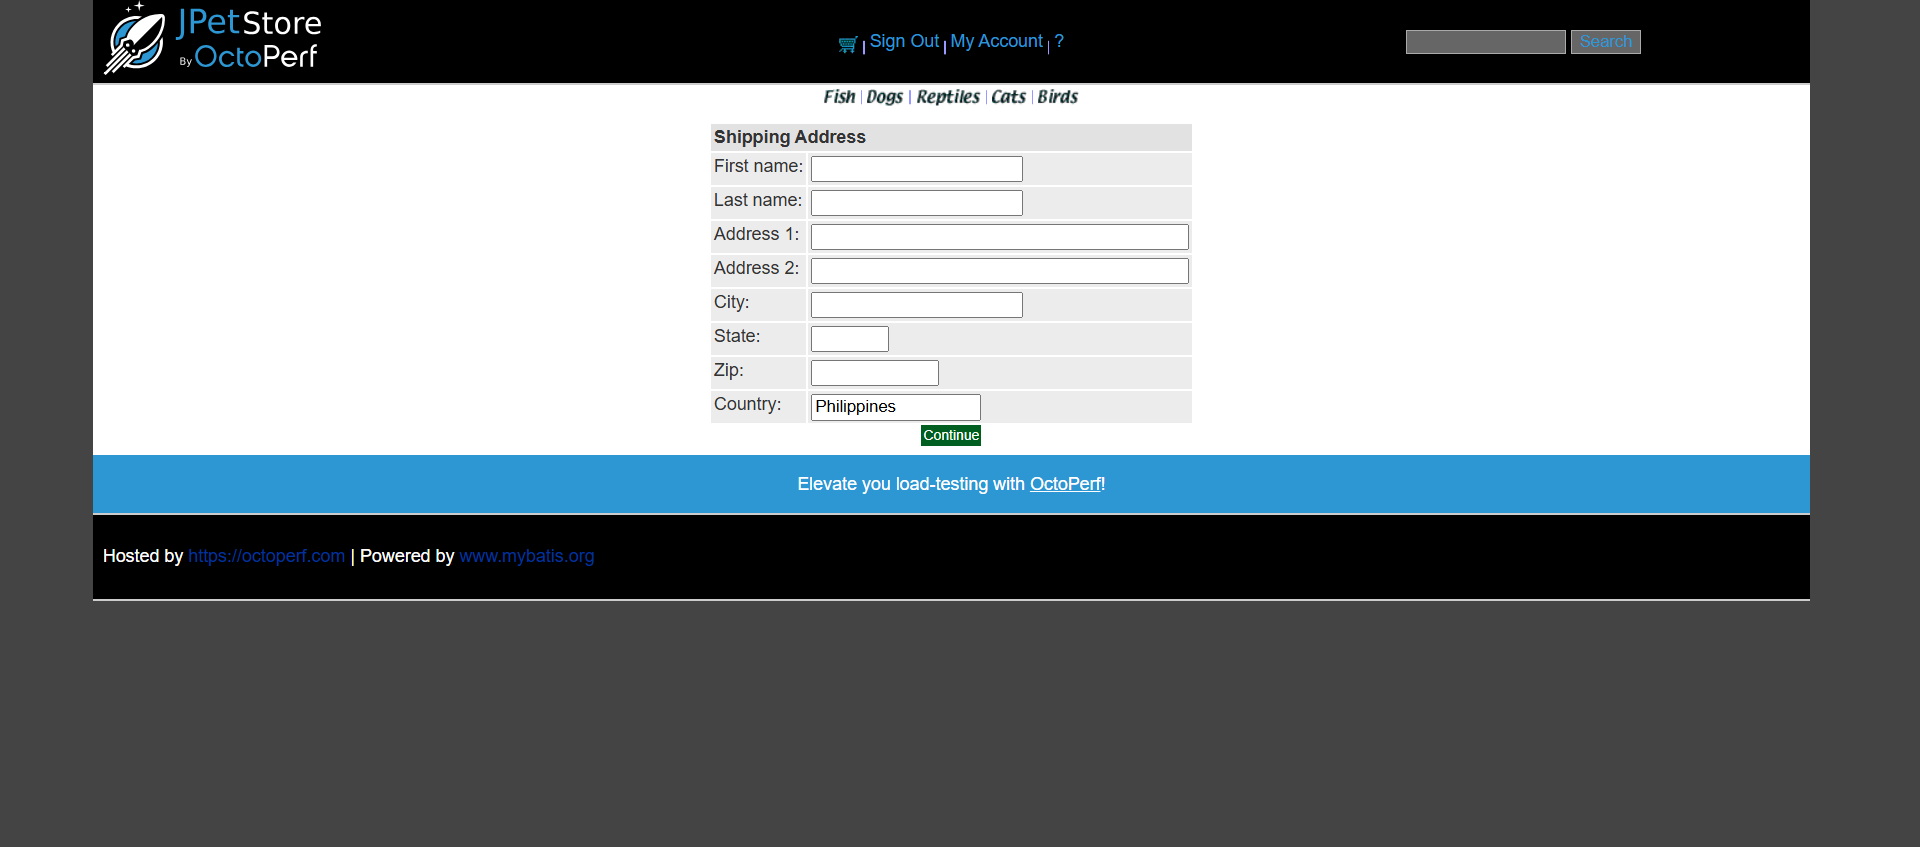 JPetStore
By OctoPerf
Sign Out | My Account | ?
Search
Fish | Dogs | Reptiles | Cats | Birds
Shipping Address
First name:
Last name:
Address 1:
Address 2:
City:
State:
Zip:
Country: Philippines
Continue
Elevate you load-testing with OctoPerf!
Hosted by https://octoperf.com | Powered by www.mybatis.org